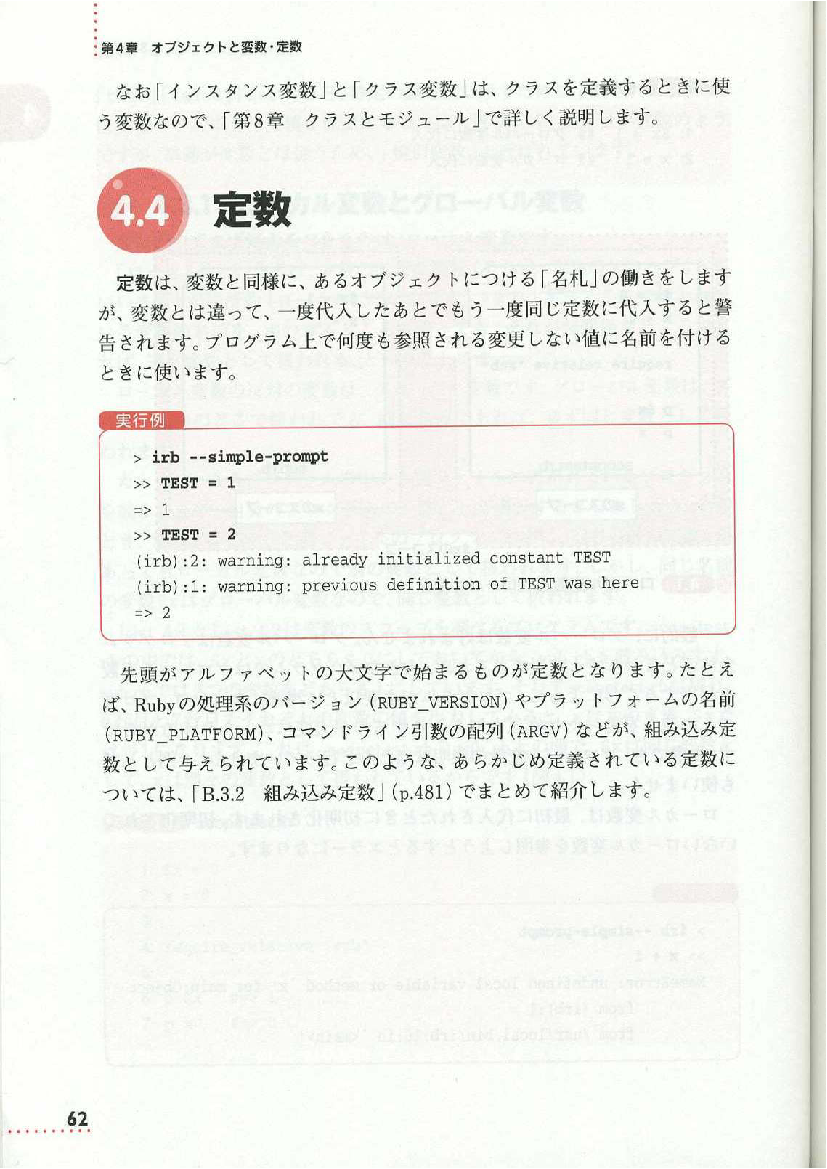 第4章　オブジェクトと変数・定数
なお「インスタンス変数」と「クラス変数」は、クラスを定義するときに使
う変数なので、「第8章　クラスとモジュール」で詳しく説明します。
4.4 定数
定数は、変数と同様に、あるオブジェクトにつける「名札」の働きをします
が、変数とは違って、一度代入したあとでもう一度同じ定数に代入すると警
告されます。プログラム上で何度も参照される変更しない値に名前を付ける
ときに使います。
実行例
> irb --simple-prompt
>> TEST = 1
=> 1
>> TEST = 2
(irb):2: warning: already initialized constant TEST
(irb):1: warning: previous definition of TEST was here
=> 2
先頭がアルファベットの大文字で始まるものが定数となります。たとえ
ば、Rubyの処理系のバージョン (RUBY_VERSION) やプラットフォームの名前
(RUBY_PLATFORM)、コマンドライン引数の配列 (ARGV) などが、組み込み定
数として与えられています。このような、あらかじめ定義されている定数に
ついては、「B.3.2　組み込み定数」(p.481) でまとめて紹介します。
62